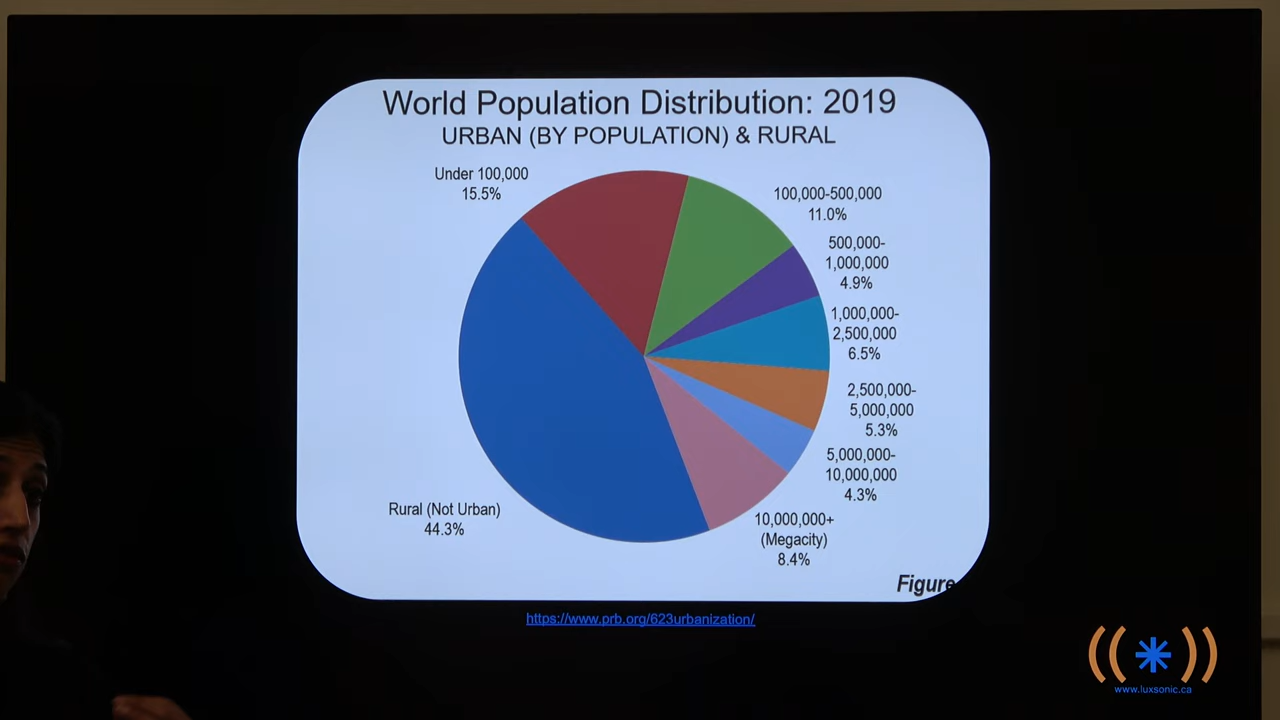 World Population Distribution: 2019
URBAN (BY POPULATION) & RURAL
Under 100,000
15.5%
100,000-500,000
11.0%
500,000-
1,000,000
4.9%
1,000,000-
2,500,000
6.5%
2,500,000-
5,000,000
5.3%
5,000,000-
10,000,000
4.3%
10,000,000+
(Megacity)
8.4%
Rural (Not Urban)
44.3%
Figure
https://www.prb.org/623urbanization/
www.luxsonic.ca